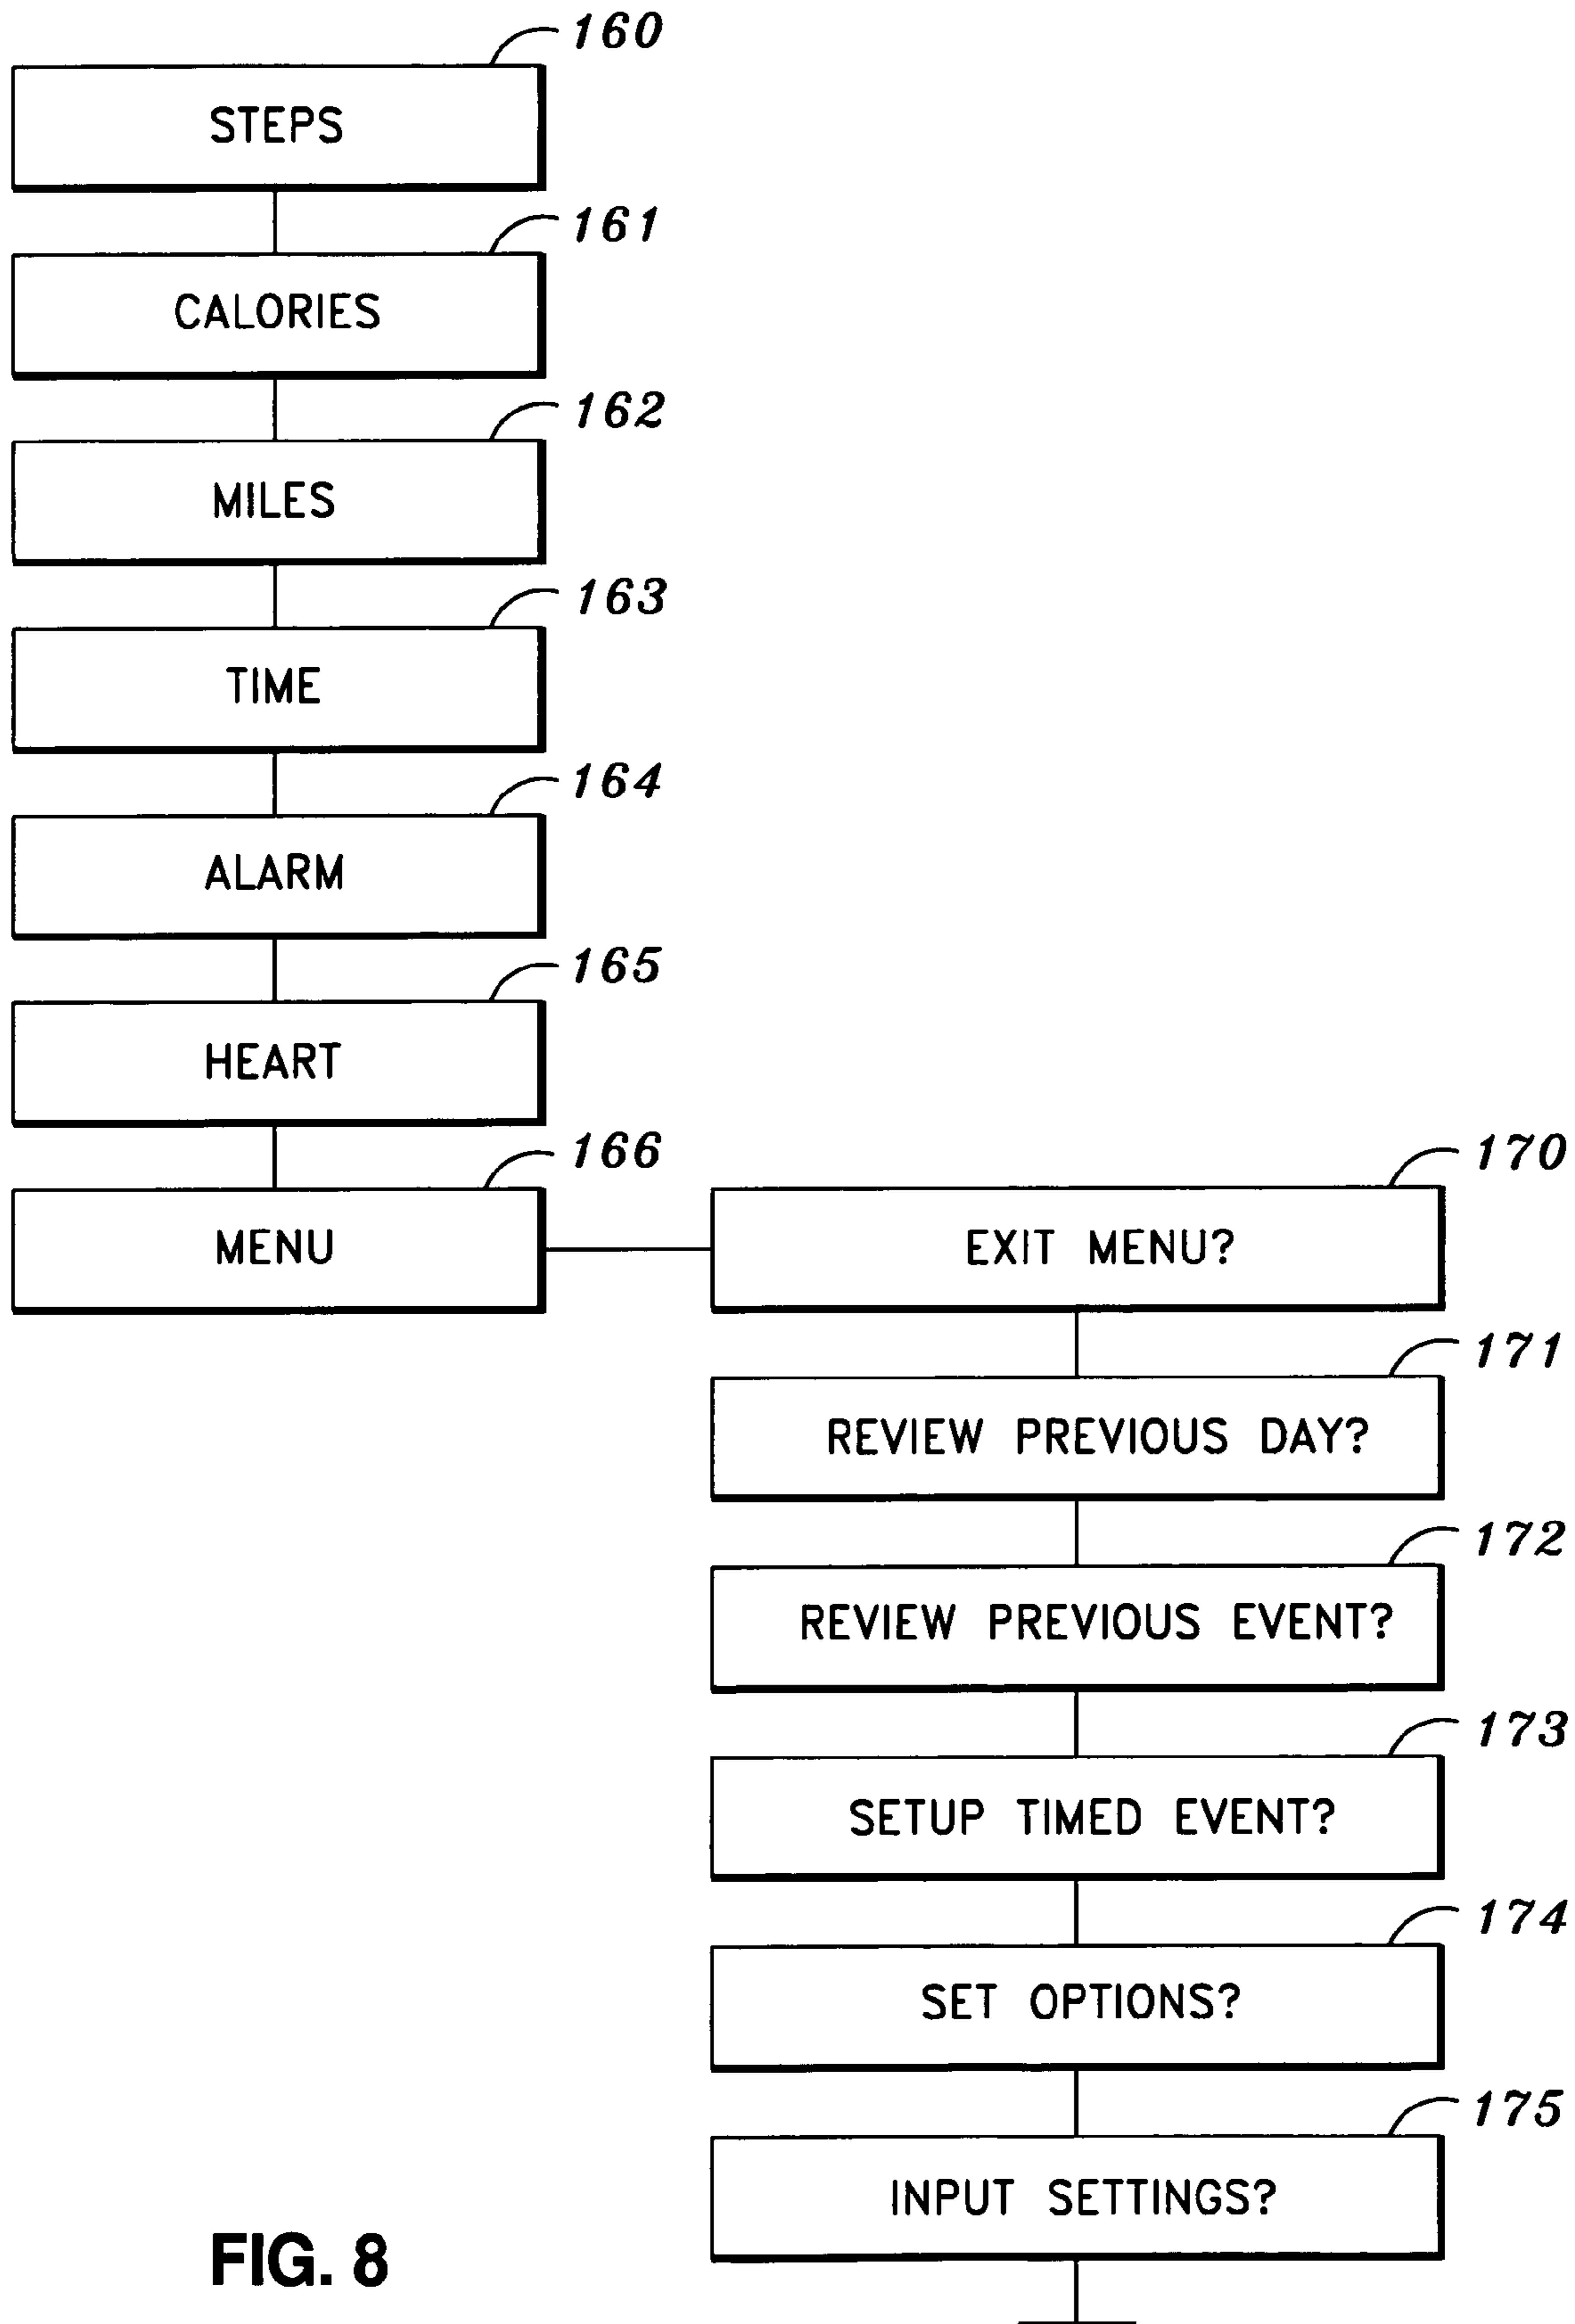 160
STEPS
161
CALORIES
162
MILES
163
TIME
164
ALARM
165
HEART
166
MENU
170
EXIT MENU?
171
REVIEW PREVIOUS DAY?
172
REVIEW PREVIOUS EVENT?
173
SETUP TIMED EVENT?
174
SET OPTIONS?
175
INPUT SETTINGS?
FIG. 8